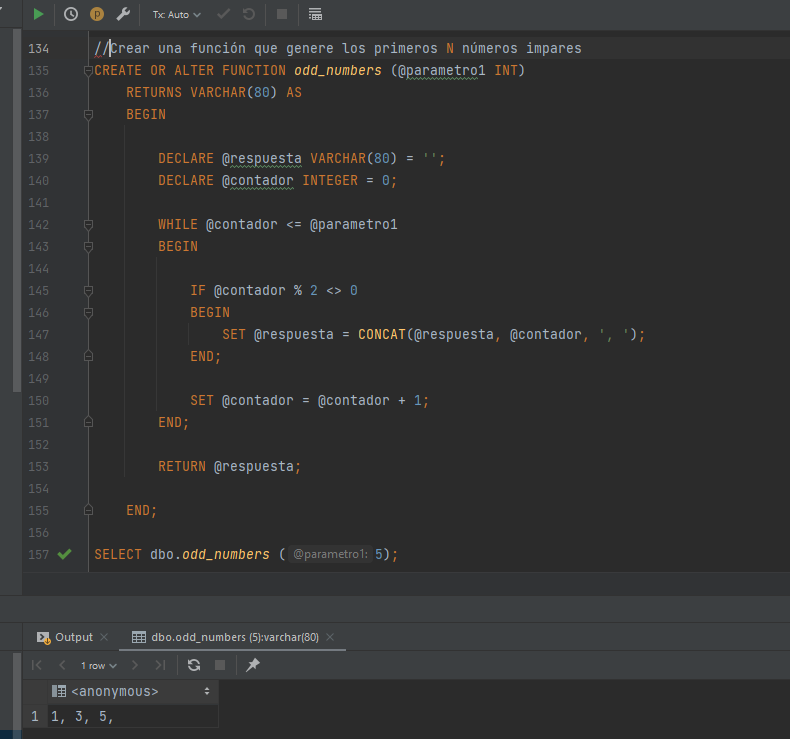 Tx: Auto
134 //Crear una función que genere los primeros N números impares
135 CREATE OR ALTER FUNCTION odd_numbers (@parametro1 INT)
136 RETURNS VARCHAR(80) AS
137 BEGIN
138
139 DECLARE @respuesta VARCHAR(80) = '';
140 DECLARE @contador INTEGER = 0;
141
142 WHILE @contador <= @parametro1
143 BEGIN
144
145 IF @contador % 2 <> 0
146 BEGIN
147 SET @respuesta = CONCAT(@respuesta, @contador, ', ');
148 END;
149
150 SET @contador = @contador + 1;
151 END;
152
153 RETURN @respuesta;
154
155 END;
156
157 SELECT dbo.odd_numbers ( @parametro1: 5);
Output dbo.odd_numbers (5):varchar(80)
1 row
<anonymous>
1 1, 3, 5,